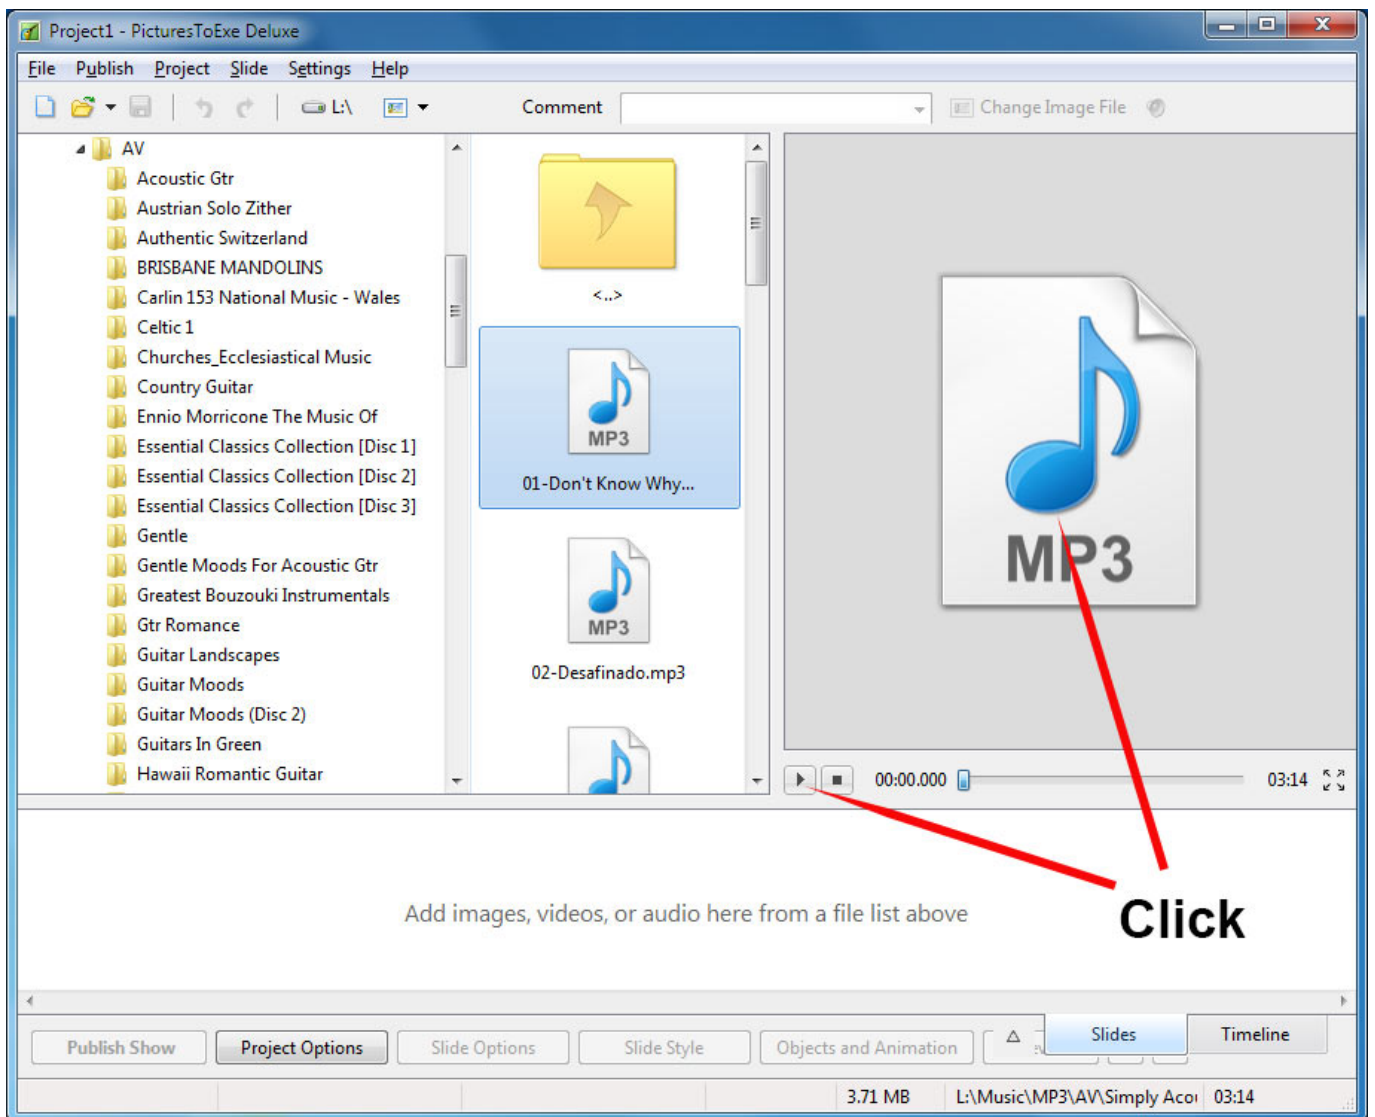 Project1 - PicturesToExe Deluxe
File Publish Project Slide Settings Help
L:\ Comment Change Image File
AV
Acoustic Gtr
Austrian Solo Zither
Authentic Switzerland
BRISBANE MANDOLINS
Carlin 153 National Music - Wales
Celtic 1
Churches_Ecclesiastical Music
Country Guitar
Ennio Morricone The Music Of
Essential Classics Collection [Disc 1]
Essential Classics Collection [Disc 2]
Essential Classics Collection [Disc 3]
Gentle
Gentle Moods For Acoustic Gtr
Greatest Bouzouki Instrumentals
Gtr Romance
Guitar Landscapes
Guitar Moods
Guitar Moods (Disc 2)
Guitars In Green
Hawaii Romantic Guitar
<..>
MP3
01-Don't Know Why...
MP3
02-Desafinado.mp3
MP3
00:00.000 03:14
Click
Add images, videos, or audio here from a file list above
Publish Show Project Options Slide Options Slide Style Objects and Animation Slides Timeline
3.71 MB L:\Music\MP3\AV\Simply Acou 03:14